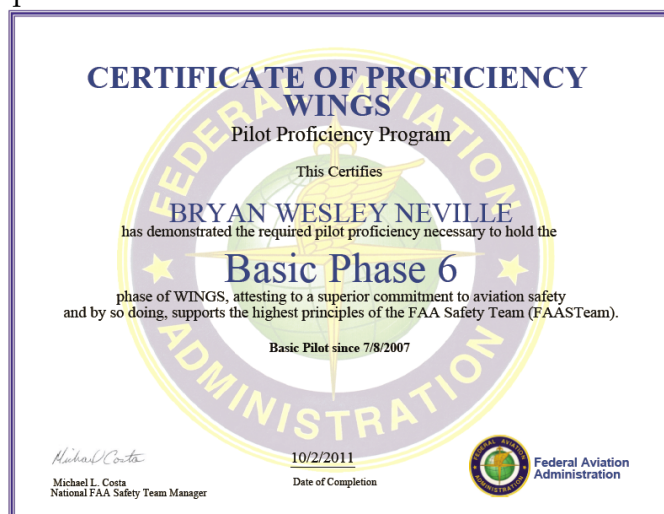 CERTIFICATE OF PROFICIENCY
WINGS
Pilot Proficiency Program
This Certifies
BRYAN WESLEY NEVILLE
has demonstrated the required pilot proficiency necessary to hold the
Basic Phase 6
phase of WINGS, attesting to a superior commitment to aviation safety
and by so doing, supports the highest principles of the FAA Safety Team (FAASTeam).
Basic Pilot since 7/8/2007
FEDERAL AVIATION
ADMINISTRATION
Michael Costa
10/2/2011
Michael L. Costa
National FAA Safety Team Manager
Date of Completion
FEDERAL AVIATION
ADMINISTRATION
Federal Aviation
Administration